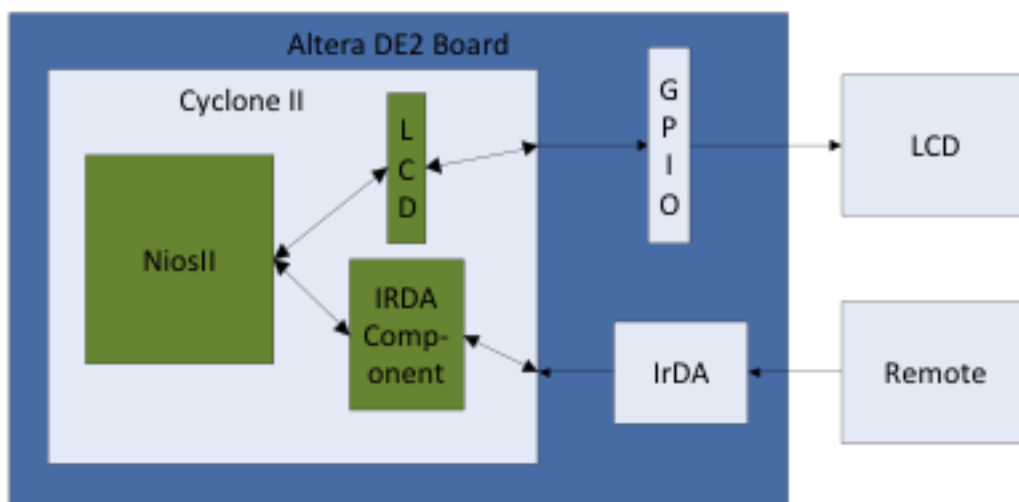 Altera DE2 Board
Cyclone II
NiosII
L
C
D
IRDA
Comp-
onent
G
P
I
O
IrDA
LCD
Remote